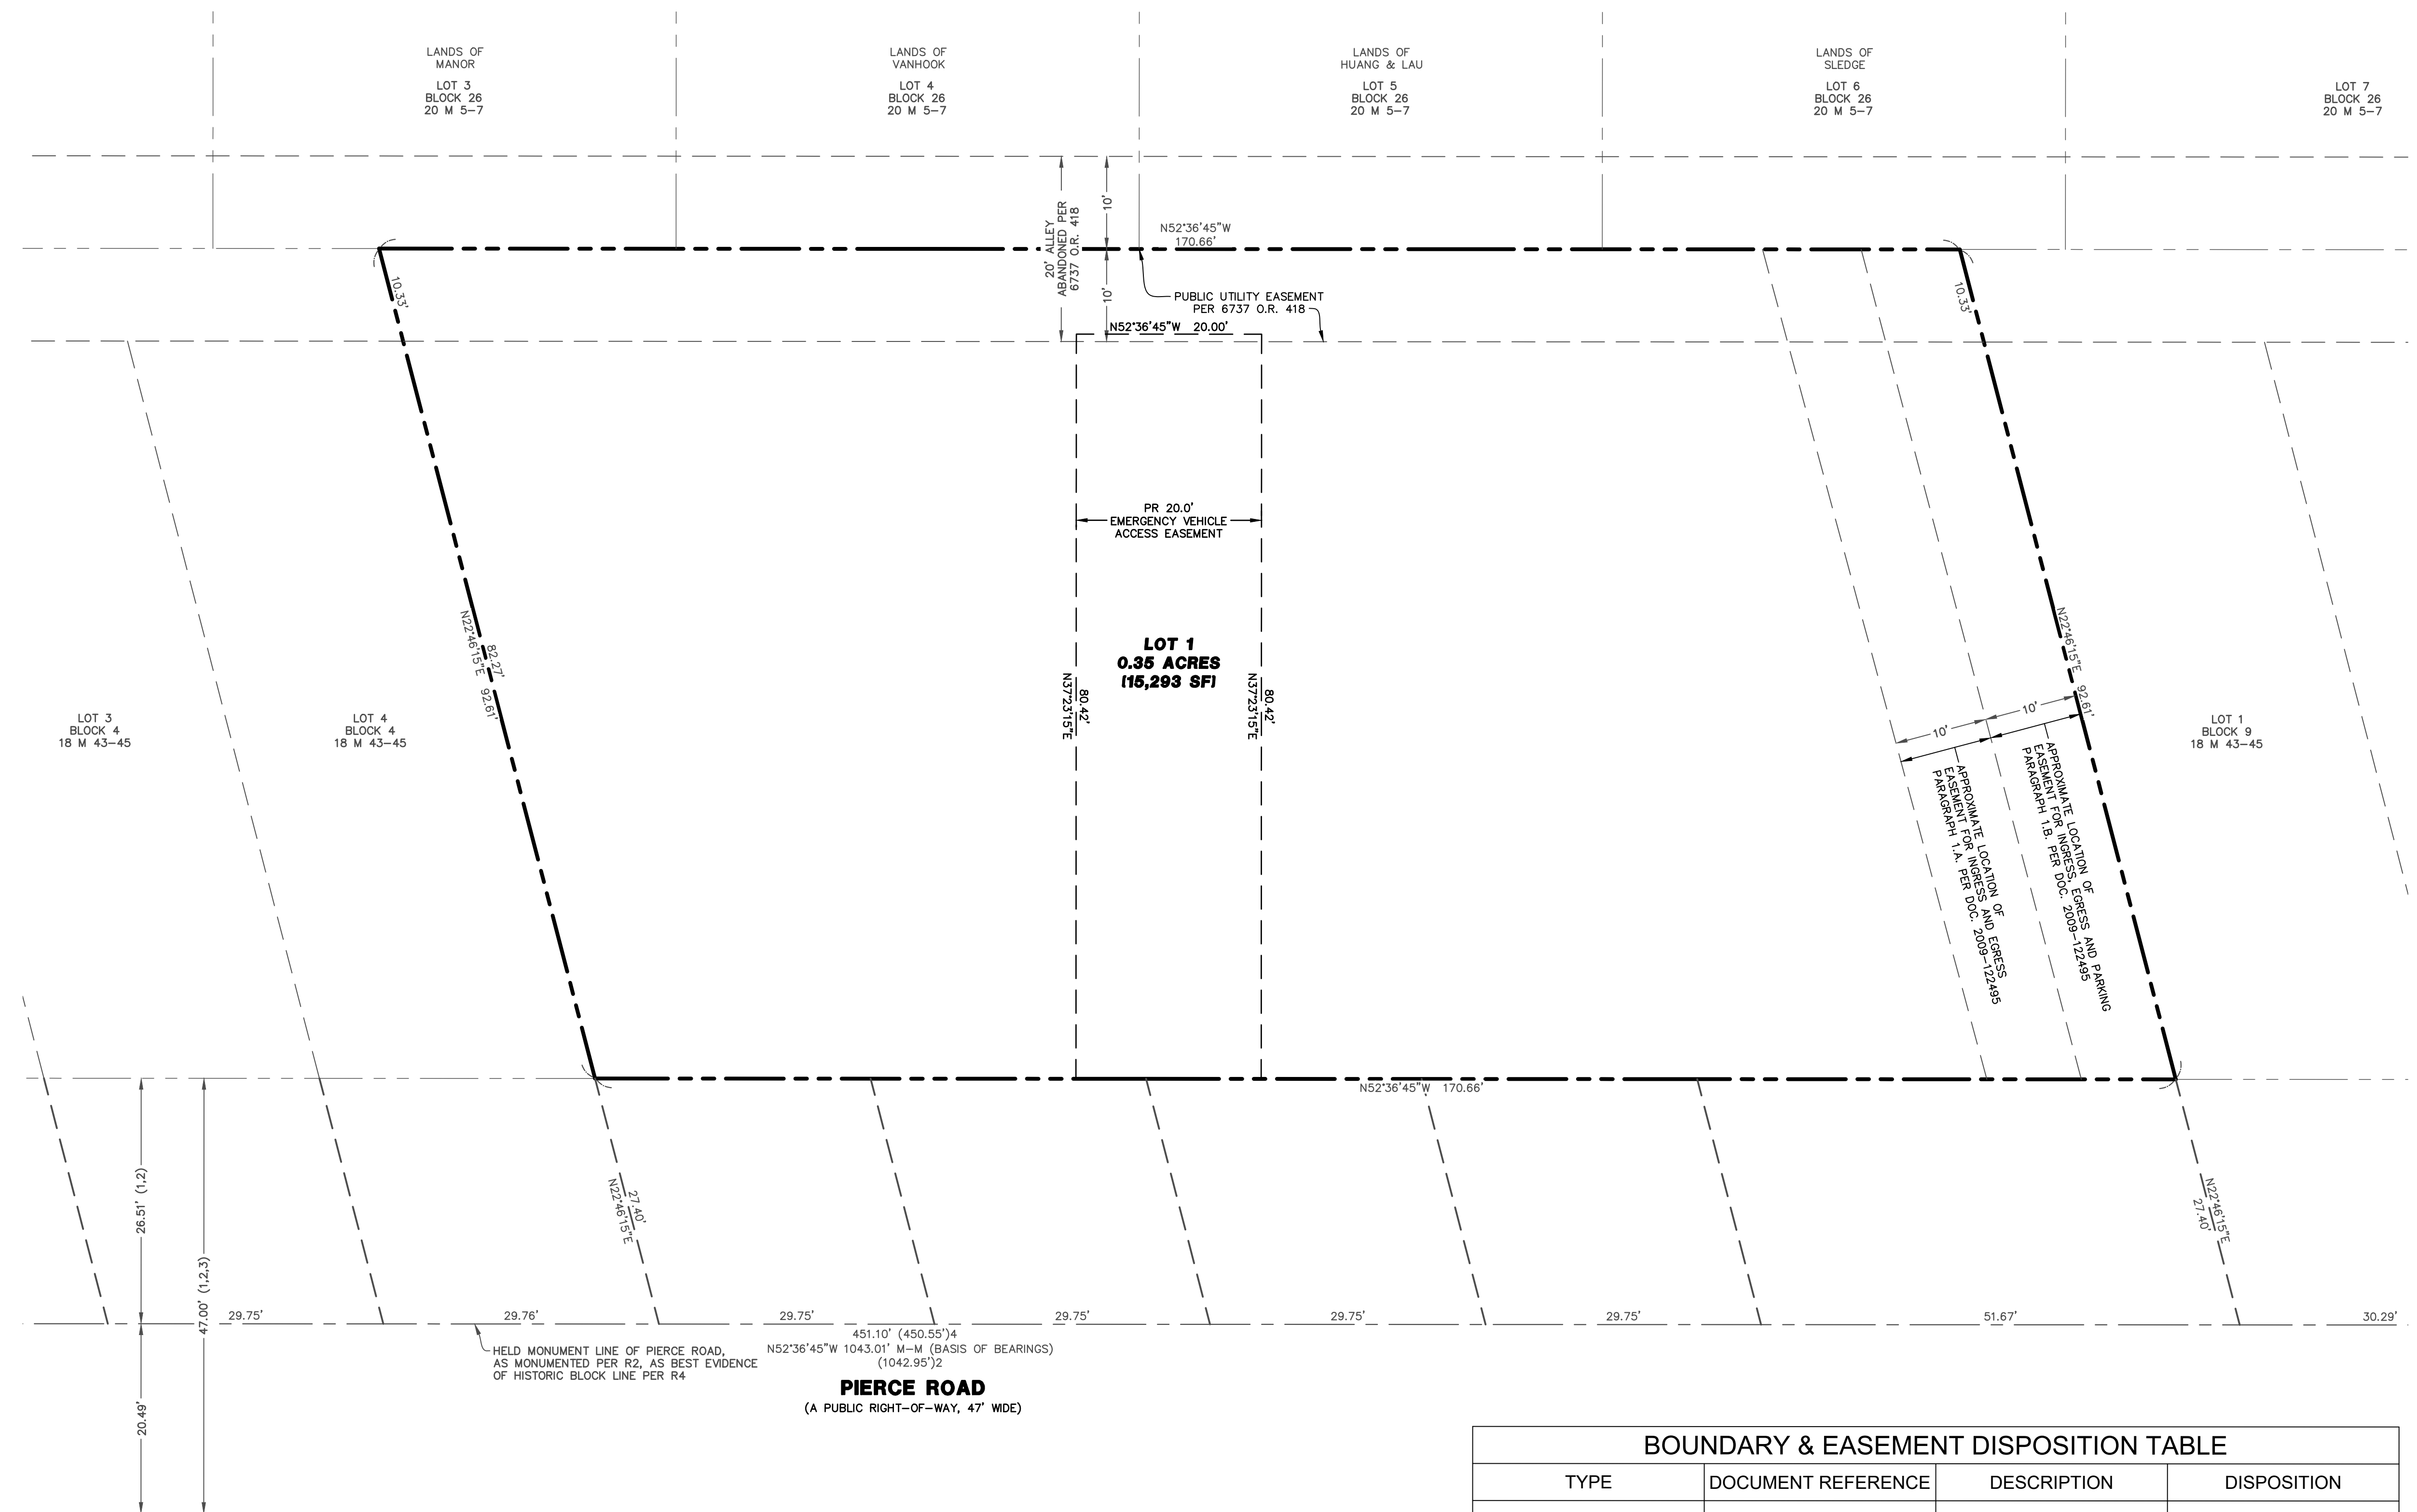 LANDS OF
MANOR
LOT 3
BLOCK 26
20 M 5-7
LANDS OF
VANHOOK
LOT 4
BLOCK 26
20 M 5-7
LANDS OF
HUANG & LAU
LOT 5
BLOCK 26
20 M 5-7
LANDS OF
SLEDGE
LOT 6
BLOCK 26
20 M 5-7
LOT 7
BLOCK 26
20 M 5-7
20' ALLEY
ABANDONED PER
6737 O.R. 418
10'
10'
N52°36'45"W
170.66'
10.33'
10.33'
PUBLIC UTILITY EASEMENT
PER 6737 O.R. 418
N52°36'45"W 20.00'
PR 20.0'
EMERGENCY VEHICLE
ACCESS EASEMENT
LOT 1
0.35 ACRES
(15,293 SF)
82.27'
N22°46'15"E 92.61'
80.42'
N37°23'15"E
80.42'
N37°23'15"E
N22°46'15"E 92.61'
LOT 3
BLOCK 4
18 M 43-45
LOT 4
BLOCK 4
18 M 43-45
10'
10'
APPROXIMATE LOCATION OF
EASEMENT FOR INGRESS AND EGRESS
PARAGRAPH 1.A. PER DOC. 2009-122495
APPROXIMATE LOCATION OF
EASEMENT FOR INGRESS, EGRESS AND PARKING
PARAGRAPH 1.B. PER DOC. 2009-122495
LOT 1
BLOCK 9
18 M 43-45
N52°36'45"W 170.66'
26.51' (1,2)
47.00' (1,2,3)
20.49'
27.40'
N22°46'15"E
N22°46'15"E
27.40'
29.75'
29.76'
29.75'
29.75'
29.75'
29.75'
51.67'
30.29'
HELD MONUMENT LINE OF PIERCE ROAD,
AS MONUMENTED PER R2, AS BEST EVIDENCE
OF HISTORIC BLOCK LINE PER R4
451.10' (450.55')4
N52°36'45"W 1043.01' M-M (BASIS OF BEARINGS)
(1042.95')2
PIERCE ROAD
(A PUBLIC RIGHT-OF-WAY, 47' WIDE)
BOUNDARY & EASEMENT DISPOSITION TABLE
TYPE
DOCUMENT REFERENCE
DESCRIPTION
DISPOSITION